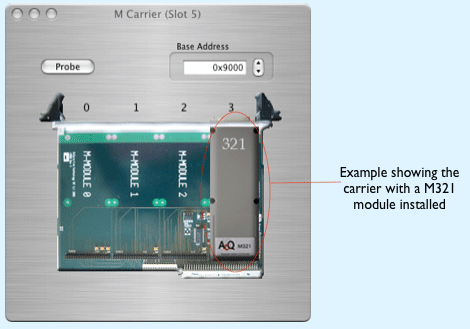 M Carrier (Slot 5)
Base Address
Probe
0x9000
0
1
2
3
321
M-MODULE 0
M-MODULE 1
M-MODULE 2
Example showing the
carrier with a M321
module installed
M321